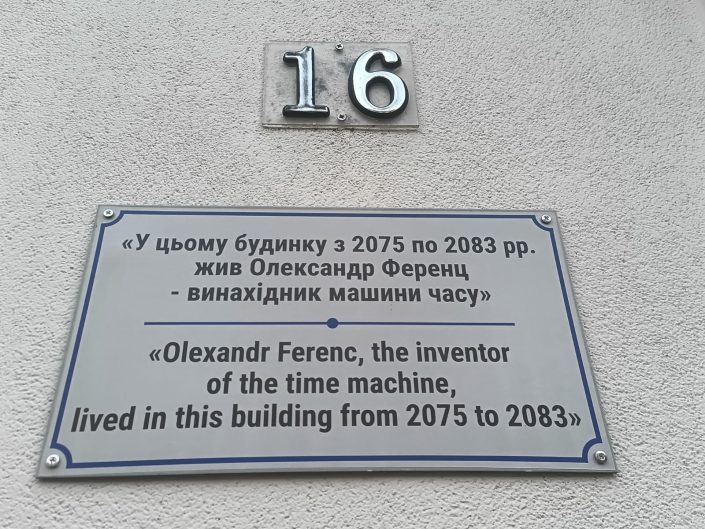 16
«У цьому будинку з 2075 по 2083 рр.
жив Олександр Ференц
- винахідник машини часу»
«Olexandr Ferenc, the inventor
of the time machine,
lived in this building from 2075 to 2083»